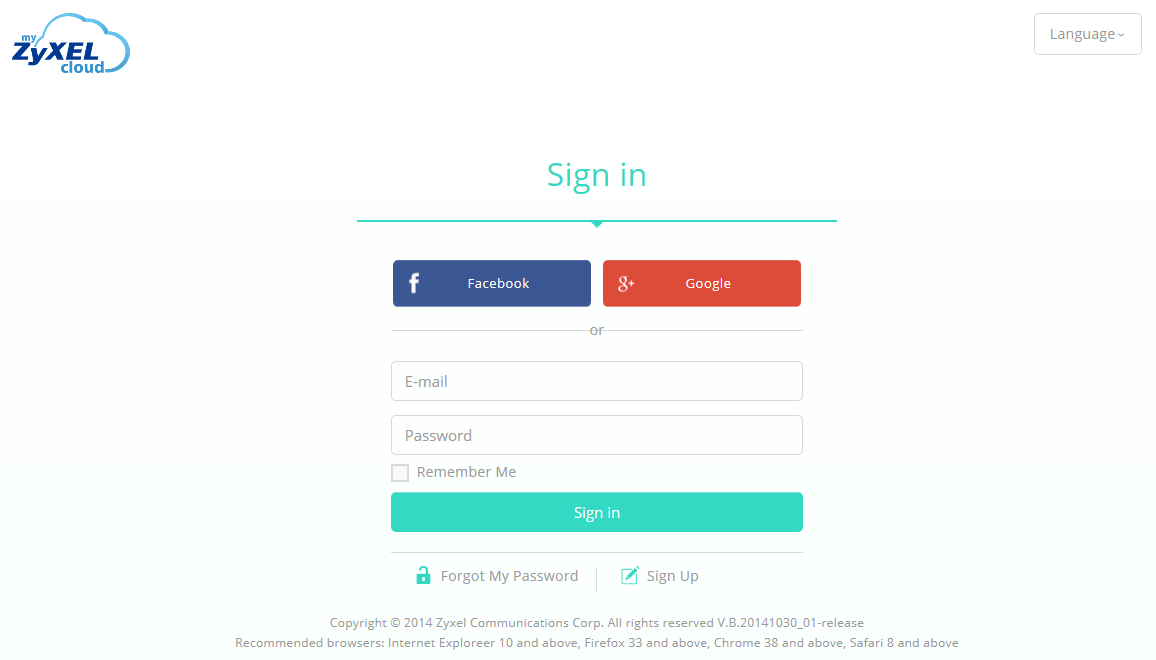 my
ZyXEL
cloud
Language
Sign in
f
Facebook
g+
Google
or
E-mail
Password
Remember Me
Sign in
Forgot My Password
Sign Up
Copyright © 2014 Zyxel Communications Corp. All rights reserved V.B.20141030_01-release
Recommended browsers: Internet Exploreer 10 and above, Firefox 33 and above, Chrome 38 and above, Safari 8 and above